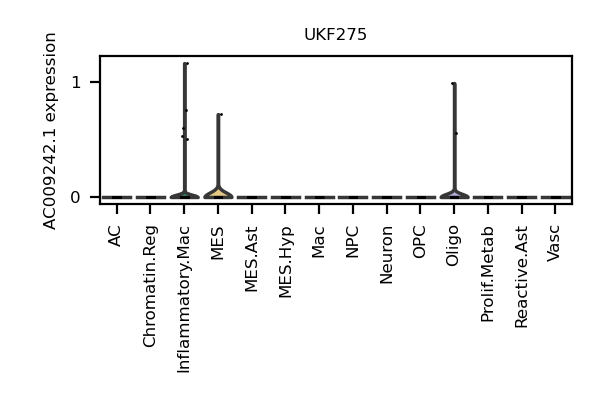 UKF275
AC009242.1 expression
1
0
AC
Chromatin.Reg
Inflammatory.Mac
MES
MES.Ast
MES.Hyp
Mac
NPC
Neuron
OPC
Oligo
Prolif.Metab
Reactive.Ast
Vasc